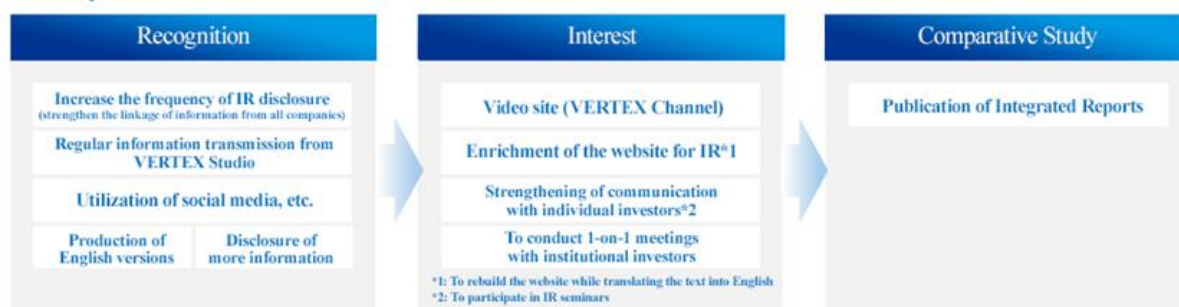 Recognition
Increase the frequency of IR disclosure
(strengthen the linkage of information from all companies)
Regular information transmission from
VERTEX Studio
Utilization of social media, etc.
Production of
English versions
Disclosure of
more information
Interest
Video site (VERTEX Channel)
Enrichment of the website for IR*1
Strengthening of communication
with individual investors*2
To conduct 1-on-1 meetings
with institutional investors
*1: To rebuild the website while translating the text into English
*2: To participate in IR seminars
Comparative Study
Publication of Integrated Reports